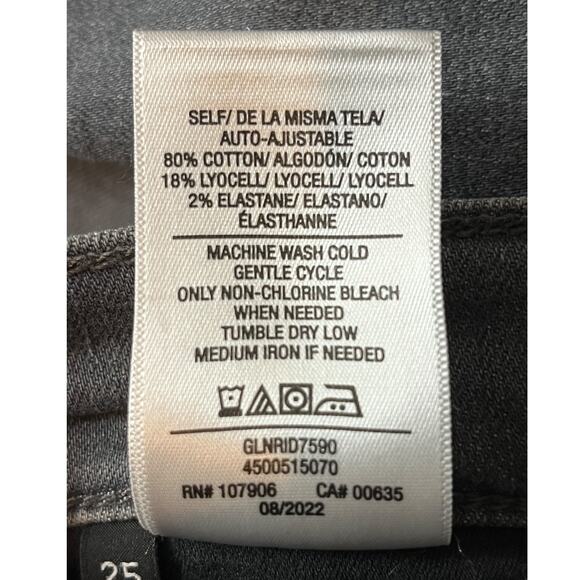 SELF/ DE LA MISMA TELA/
AUTO-AJUSTABLE
80% COTTON/ ALGODÓN/ COTON
18% LYOCELL/ LYOCELL/ LYOCELL
2% ELASTANE/ ELASTANO/
ÉLASTHANNE
MACHINE WASH COLD
GENTLE CYCLE
ONLY NON-CHLORINE BLEACH
WHEN NEEDED
TUMBLE DRY LOW
MEDIUM IRON IF NEEDED
GLNRID7590
4500515070
RN# 107906 CA# 00635
08/2022
25